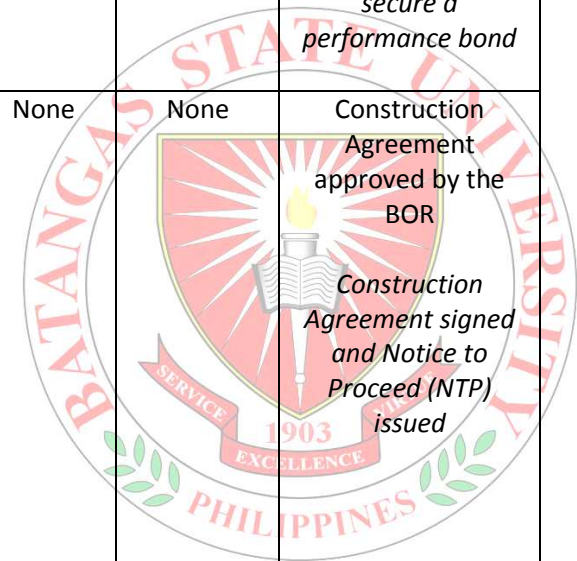 secure a
performance bond
None
None
Construction
Agreement
approved by the
BOR
Construction
Agreement signed
and Notice to
Proceed (NTP)
issued
BATANGAS STATE UNIVERSITY
SERVICE
1903
EXCELLENCE
PHILIPPINES